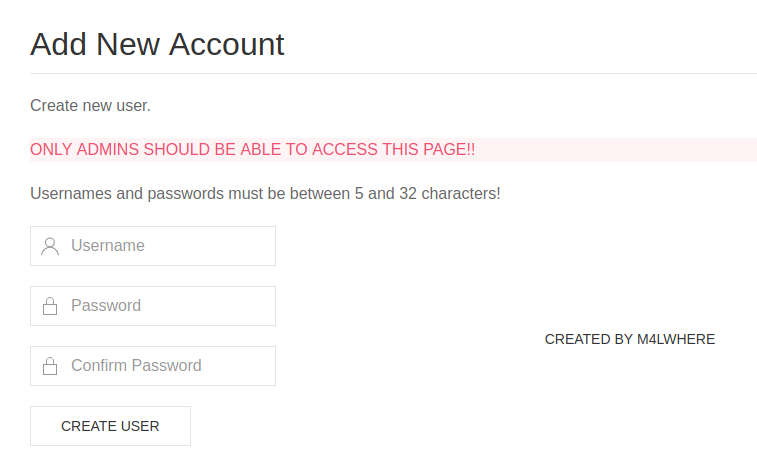 Add New Account
Create new user.
ONLY ADMINS SHOULD BE ABLE TO ACCESS THIS PAGE!!
Usernames and passwords must be between 5 and 32 characters!
Username
Password
CREATED BY M4LWHERE
Confirm Password
CREATE USER